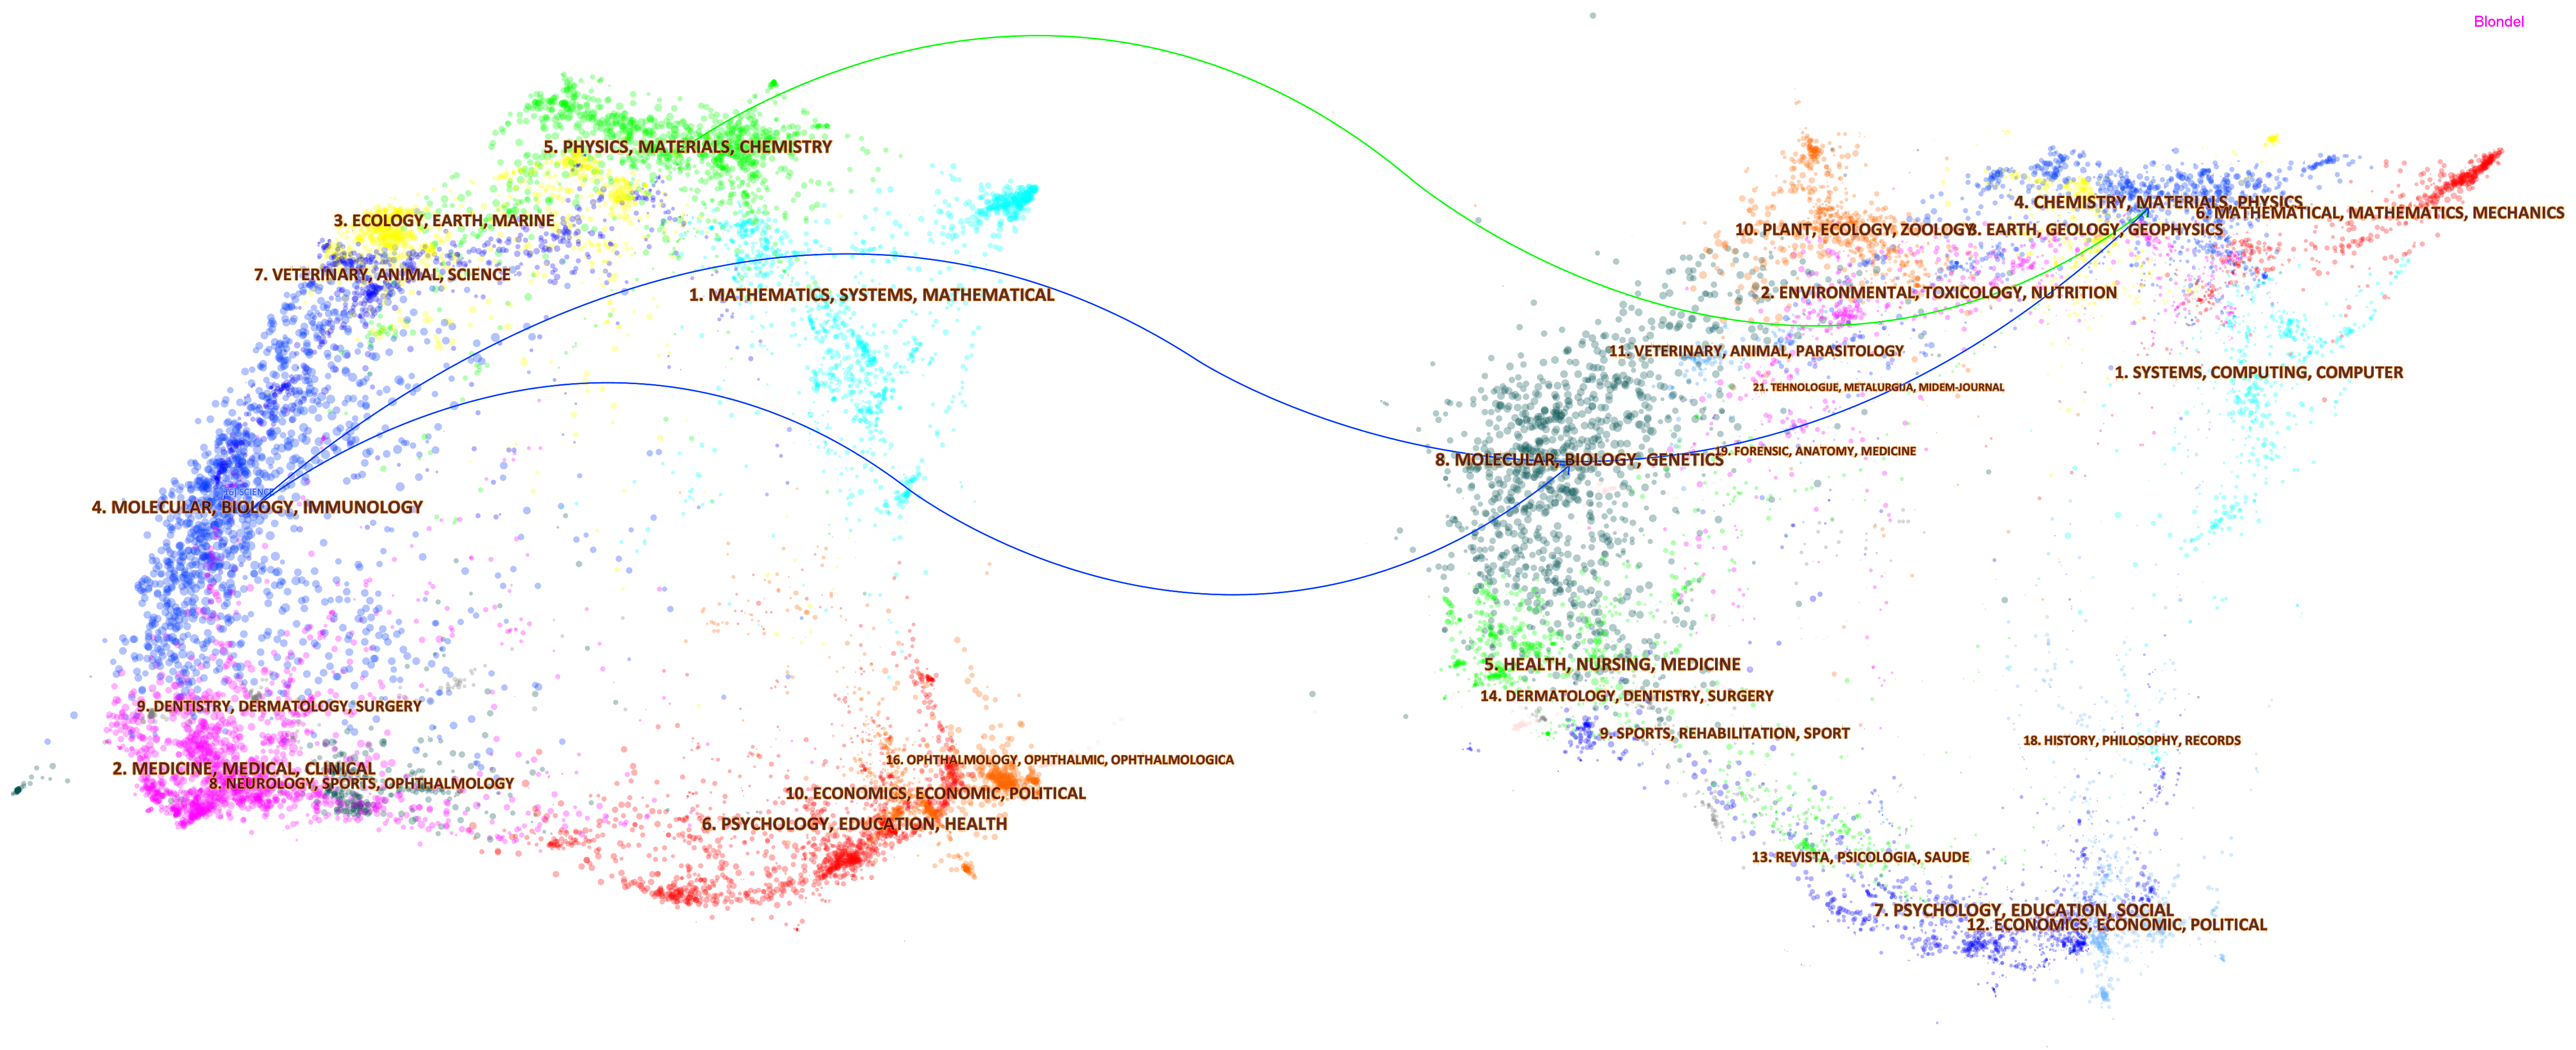 Blondel
5. PHYSICS, MATERIALS, CHEMISTRY
3. ECOLOGY, EARTH, MARINE
7. VETERINARY, ANIMAL, SCIENCE
1. MATHEMATICS, SYSTEMS, MATHEMATICAL
[16] SCIENCE
4. MOLECULAR, BIOLOGY, IMMUNOLOGY
9. DENTISTRY, DERMATOLOGY, SURGERY
2. MEDICINE, MEDICAL, CLINICAL
8. NEUROLOGY, SPORTS, OPHTHALMOLOGY
16. OPHTHALMOLOGY, OPHTHALMIC, OPHTHALMOLOGICA
10. ECONOMICS, ECONOMIC, POLITICAL
6. PSYCHOLOGY, EDUCATION, HEALTH
4. CHEMISTRY, MATERIALS, PHYSICS
6. MATHEMATICAL, MATHEMATICS, MECHANICS
10. PLANT, ECOLOGY, ZOOLOGY
3. EARTH, GEOLOGY, GEOPHYSICS
2. ENVIRONMENTAL, TOXICOLOGY, NUTRITION
11. VETERINARY, ANIMAL, PARASITOLOGY
1. SYSTEMS, COMPUTING, COMPUTER
21. TEHNOLOGIJE, METALURGIJA, MIDEM-JOURNAL
19. FORENSIC, ANATOMY, MEDICINE
8. MOLECULAR, BIOLOGY, GENETICS
5. HEALTH, NURSING, MEDICINE
14. DERMATOLOGY, DENTISTRY, SURGERY
9. SPORTS, REHABILITATION, SPORT
18. HISTORY, PHILOSOPHY, RECORDS
13. REVISTA, PSICOLOGIA, SAUDE
7. PSYCHOLOGY, EDUCATION, SOCIAL
12. ECONOMICS, ECONOMIC, POLITICAL